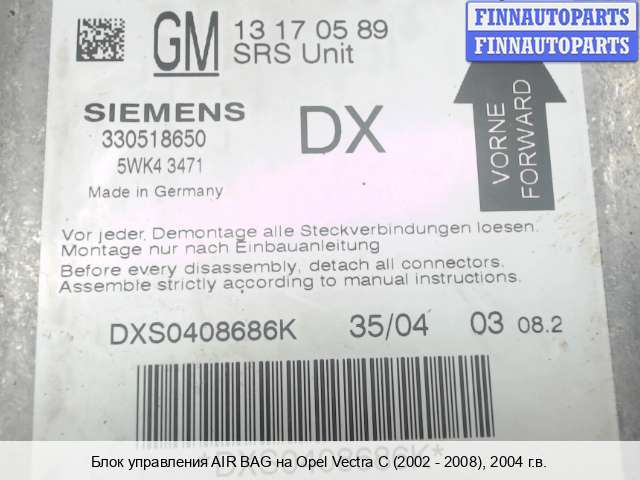 GM
13 17 05 89
SRS Unit
FINNAUTOPARTS
FINNAUTOPARTS
SIEMENS
330518650
5WK4 3471
Made in Germany
DX
VORNE
FORWARD
Vor jeder Demontage alle Steckverbindungen loesen.
Montage nur nach Einbauanleitung
Before every disassembly, detach all connectors.
Assemble strictly according to manual instructions.
DXS0408686K 35/04 03 08.2
*DXS0408686K*
Блок управления AIR BAG на Opel Vectra C (2002 - 2008), 2004 г.в.